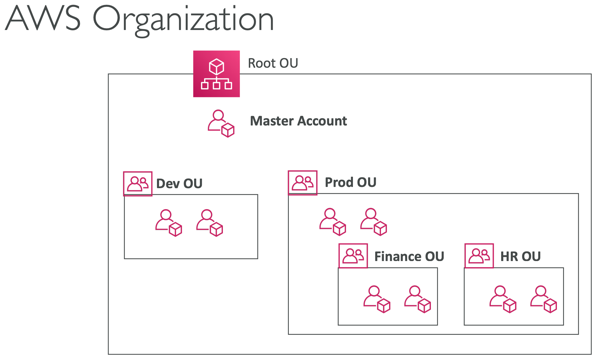 AWS Organization
Root OU
Master Account
Dev OU
Prod OU
Finance OU
HR OU